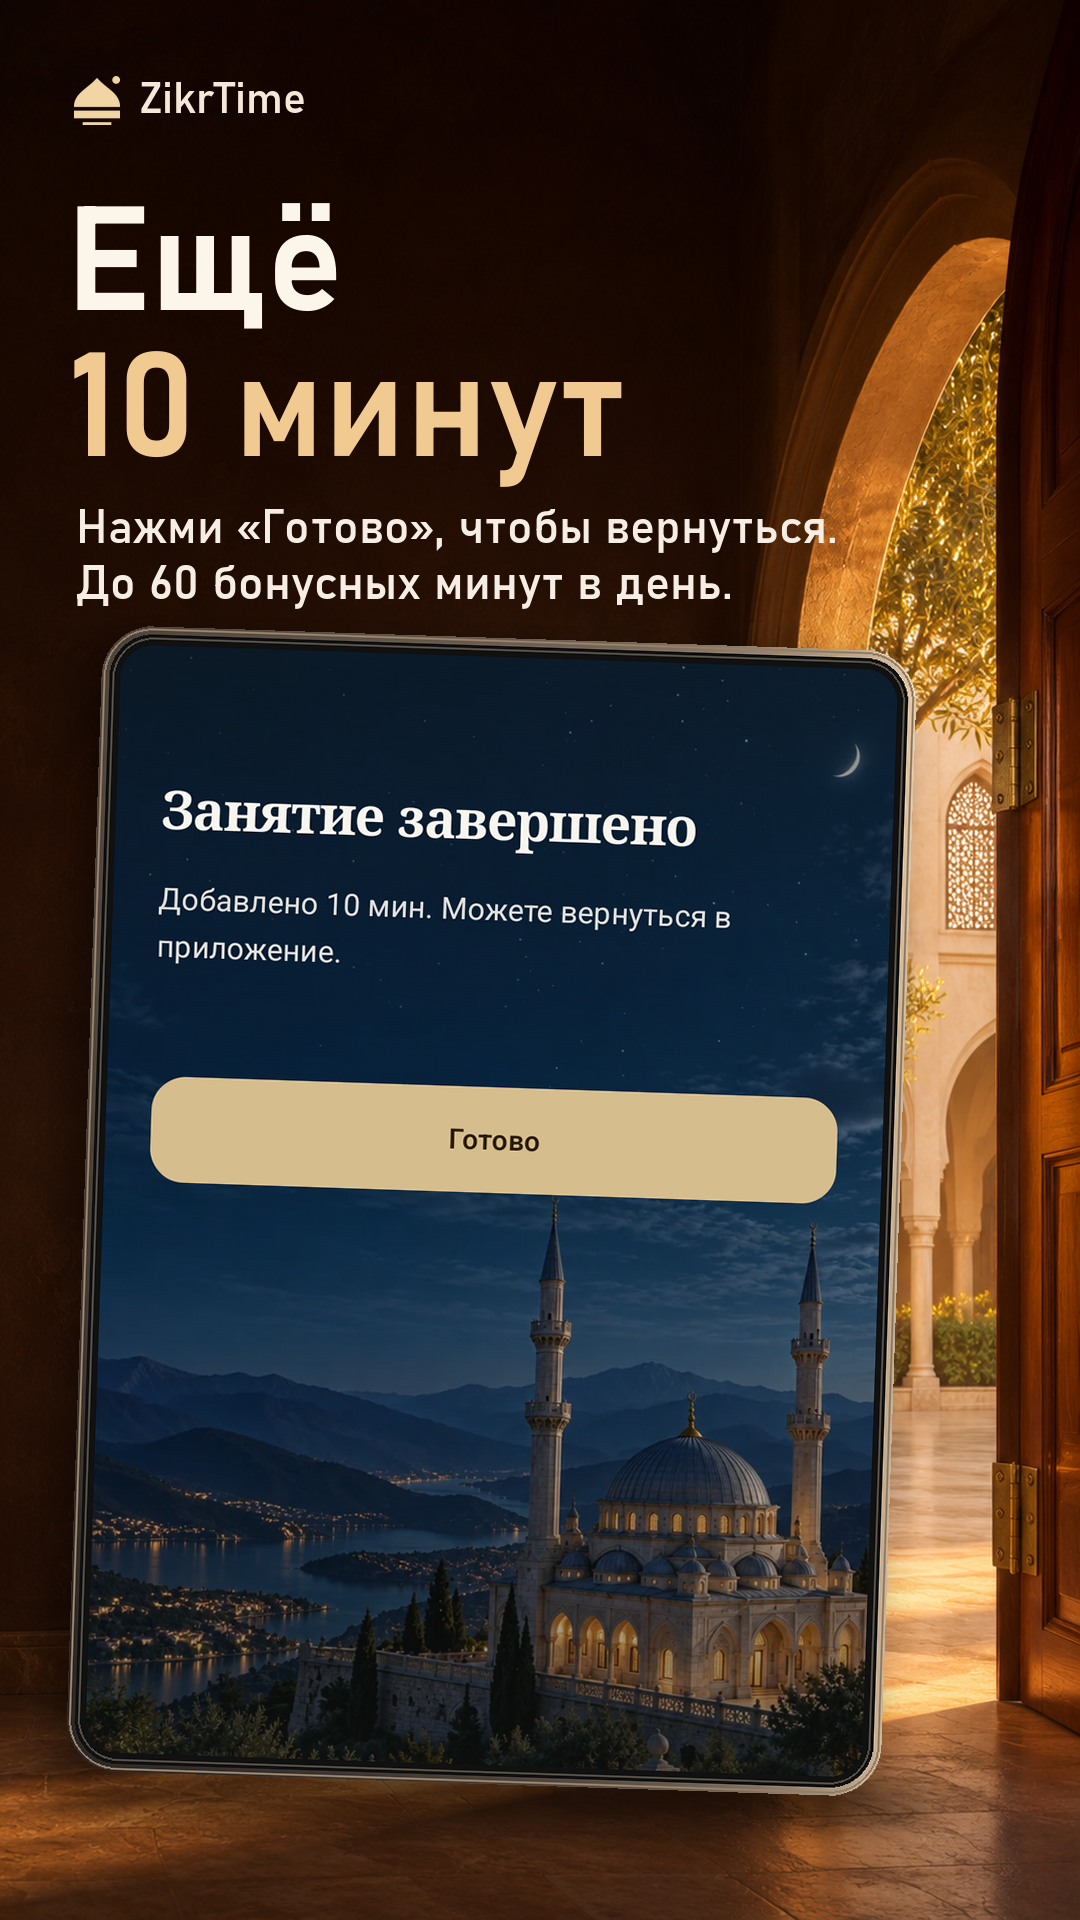 ZikrTime
Ещё
10 минут
Нажми «Готово», чтобы вернуться.
До 60 бонусных минут в день.
Занятие завершено
Добавлено 10 мин. Можете вернуться в
приложение.
Готово